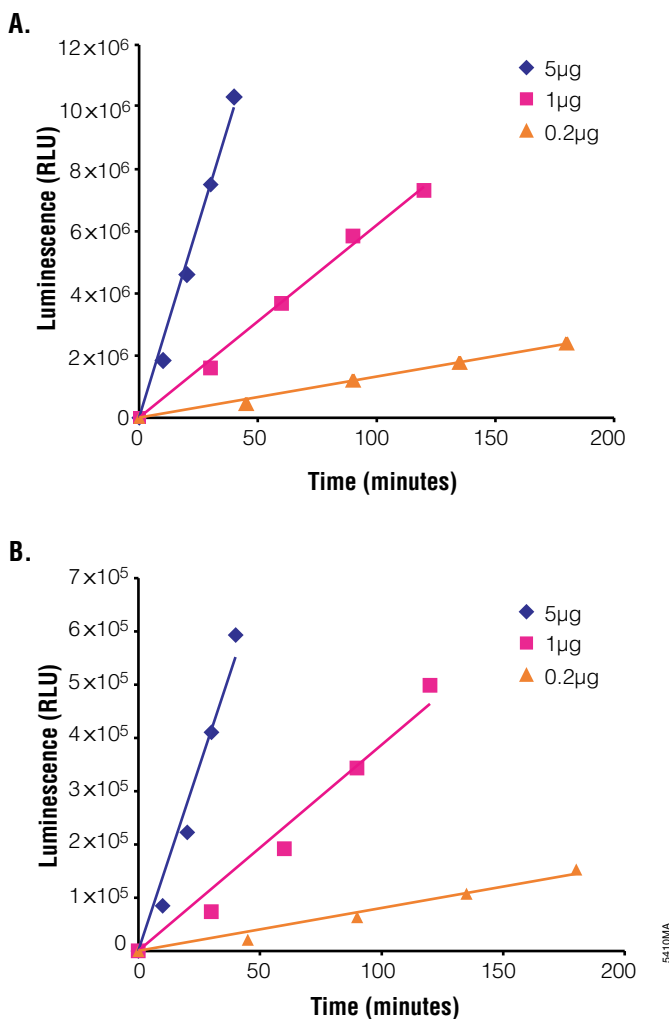 A.
12×10⁶
10×10⁶
8×10⁶
6×10⁶
4×10⁶
2×10⁶
0
Luminescence (RLU)
5µg
1µg
0.2µg
0 50 100 150 200
Time (minutes)
B.
7×10⁵
6×10⁵
5×10⁵
4×10⁵
3×10⁵
2×10⁵
1×10⁵
0
Luminescence (RLU)
5µg
1µg
0.2µg
0 50 100 150 200
Time (minutes)
5410MA